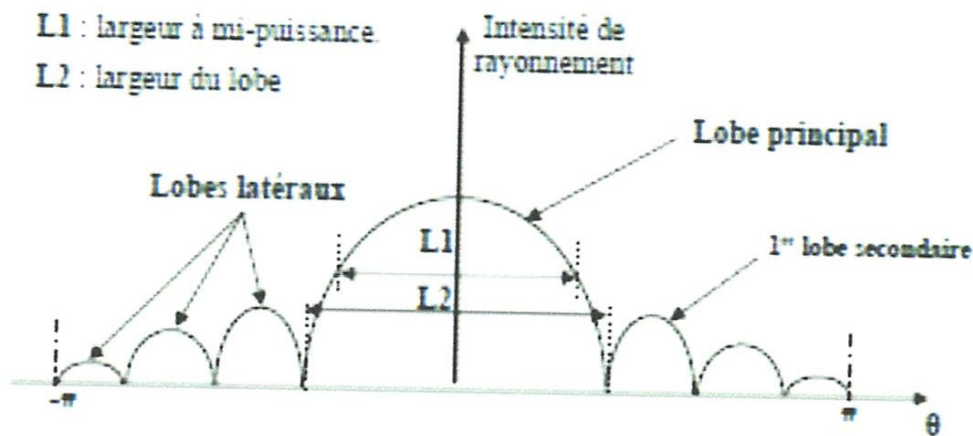 L1 : largeur à mi-puissance.
L2 : largeur du lobe
Intensité de
rayonnement
Lobe principal
Lobes latéraux
1er lobe secondaire
L1
L2
-π
π
θ